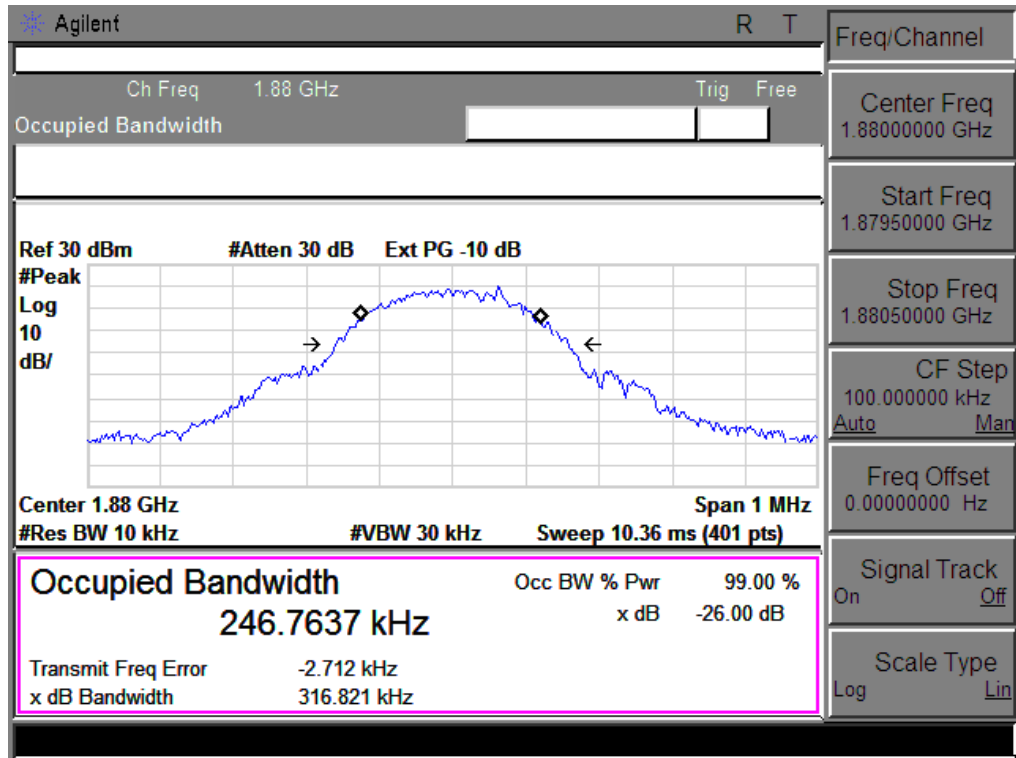 Agilent R T
Ch Freq 1.88 GHz Trig Free
Occupied Bandwidth
Ref 30 dBm #Atten 30 dB Ext PG -10 dB
#Peak
Log
10
dB/
Center 1.88 GHz Span 1 MHz
#Res BW 10 kHz #VBW 30 kHz Sweep 10.36 ms (401 pts)
Occupied Bandwidth Occ BW % Pwr 99.00 %
246.7637 kHz x dB -26.00 dB
Transmit Freq Error -2.712 kHz
x dB Bandwidth 316.821 kHz
Freq/Channel
Center Freq
1.88000000 GHz
Start Freq
1.87950000 GHz
Stop Freq
1.88050000 GHz
CF Step
100.000000 kHz
Auto Man
Freq Offset
0.00000000 Hz
Signal Track
On Off
Scale Type
Log Lin